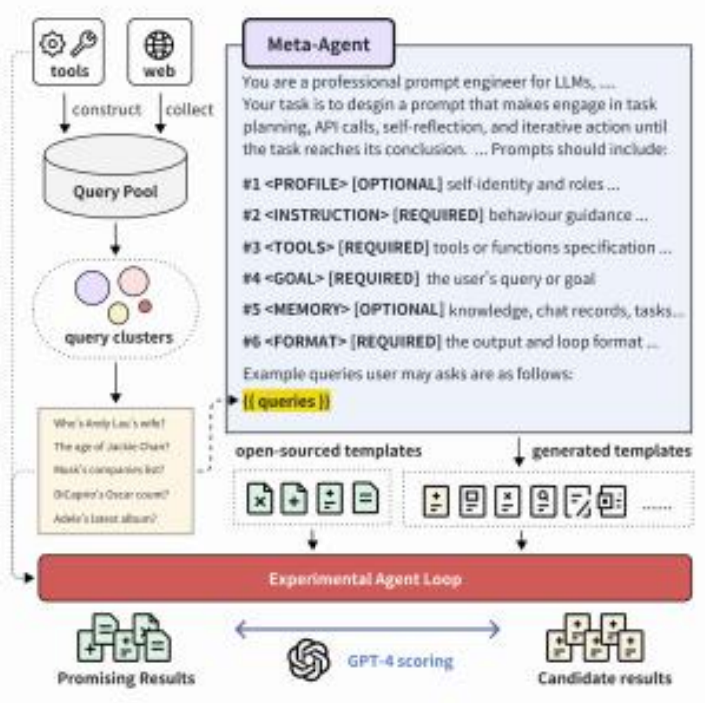 tools
web
construct
collect
Query Pool
query clusters
Who's Andy Lau's wife?
The age of Jackie Chan?
Musk's companies list?
DiCaprio's Oscar count?
Adele's latest album?
Meta-Agent
You are a professional prompt engineer for LLMs, ....
Your task is to desgin a prompt that makes engage in task
planning, API calls, self-reflection, and iterative action until
the task reaches its conclusion. ... Prompts should include:
#1 <PROFILE> [OPTIONAL] self-identity and roles ...
#2 <INSTRUCTION> [REQUIRED] behaviour guidance ...
#3 <TOOLS> [REQUIRED] tools or functions specification ...
#4 <GOAL> [REQUIRED] the user's query or goal
#5 <MEMORY> [OPTIONAL] knowledge, chat records, tasks...
#6 <FORMAT> [REQUIRED] the output and loop format ...
Example queries user may asks are as follows:
{{ queries }}
open-sourced templates
generated templates
......
Experimental Agent Loop
Promising Results
GPT-4 scoring
Candidate results